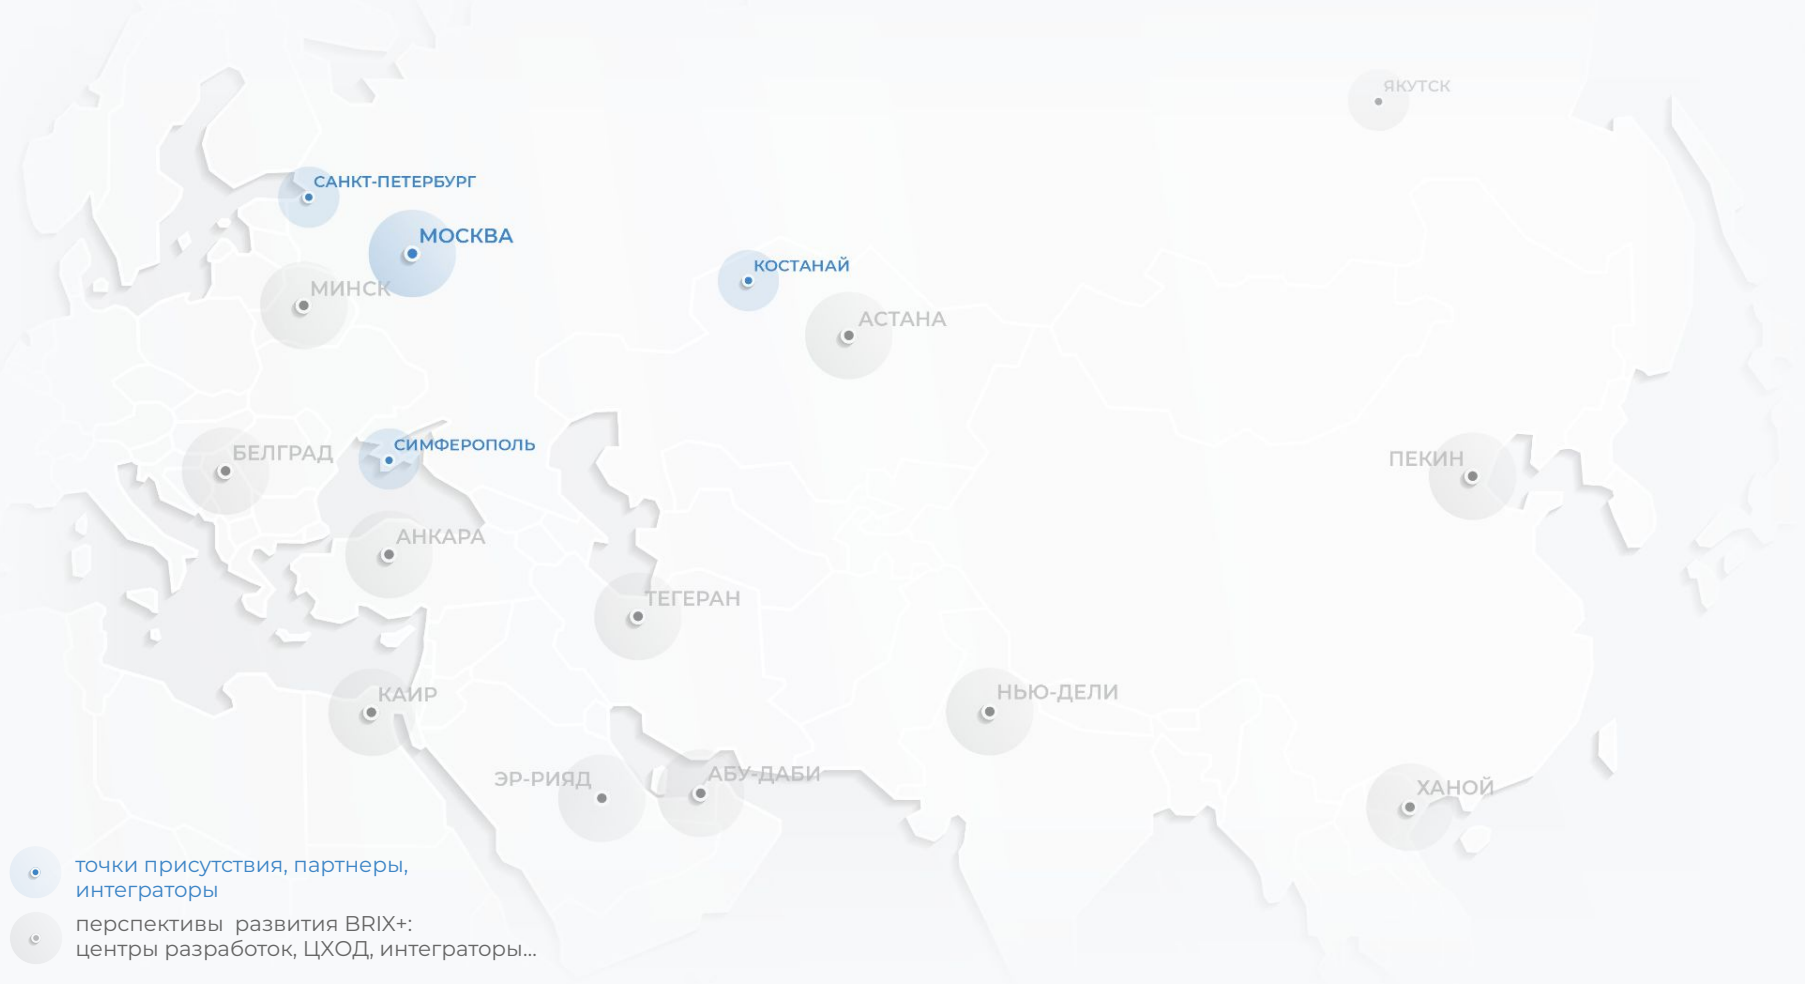 ЯКУТСК
САНКТ-ПЕТЕРБУРГ
МОСКВА
КОСТАНАЙ
МИНСК
АСТАНА
СИМФЕРОПОЛЬ
БЕЛГРАД
ПЕКИН
АНКАРА
ТЕГЕРАН
КАИР
НЬЮ-ДЕЛИ
ЭР-РИЯД
АБУ-ДАБИ
ХАНОЙ
точки присутствия, партнеры,
интеграторы
перспективы развития BRIX+:
центры разработок, ЦХОД, интеграторы...